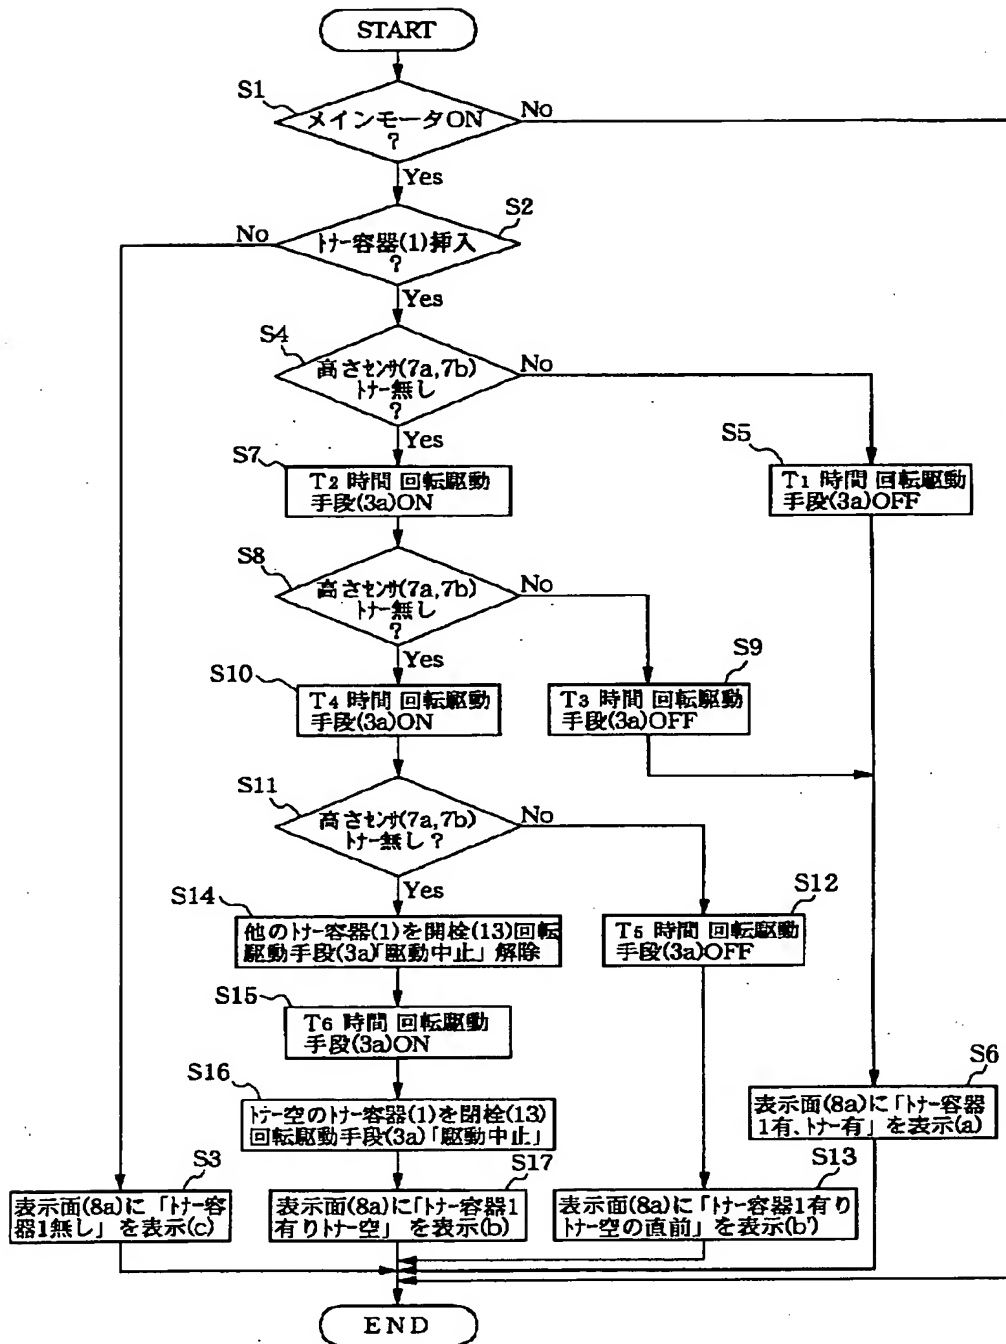 START
S1
メインモータON
?
No
Yes
S2
トナー容器(1)挿入
?
No
Yes
S4
高さセンサ(7a,7b)
トナー無し
?
No
Yes
S5
T1 時間 回転駆動
手段(3a)OFF
S7
T2 時間 回転駆動
手段(3a)ON
S8
高さセンサ(7a,7b)
トナー無し
?
No
Yes
S9
T3 時間 回転駆動
手段(3a)OFF
S10
T4 時間 回転駆動
手段(3a)ON
S11
高さセンサ(7a,7b)
トナー無し?
No
Yes
S12
T5 時間 回転駆動
手段(3a)OFF
S14
他のトナー容器(1)を開栓(13)回転
駆動手段(3a)「駆動中止」解除
S15
T6 時間 回転駆動
手段(3a)ON
S16
トナー空のトナー容器(1)を閉栓(13)
回転駆動手段(3a)「駆動中止」
S6
表示面(8a)に「トナー容器
1有、トナー有」を表示(a)
S3
表示面(8a)に「トナー容
器1無し」を表示(c)
S17
表示面(8a)に「トナー容器1
有りトナー空」を表示(b)
S13
表示面(8a)に「トナー容器1有り
トナー空の直前」を表示(b')
END